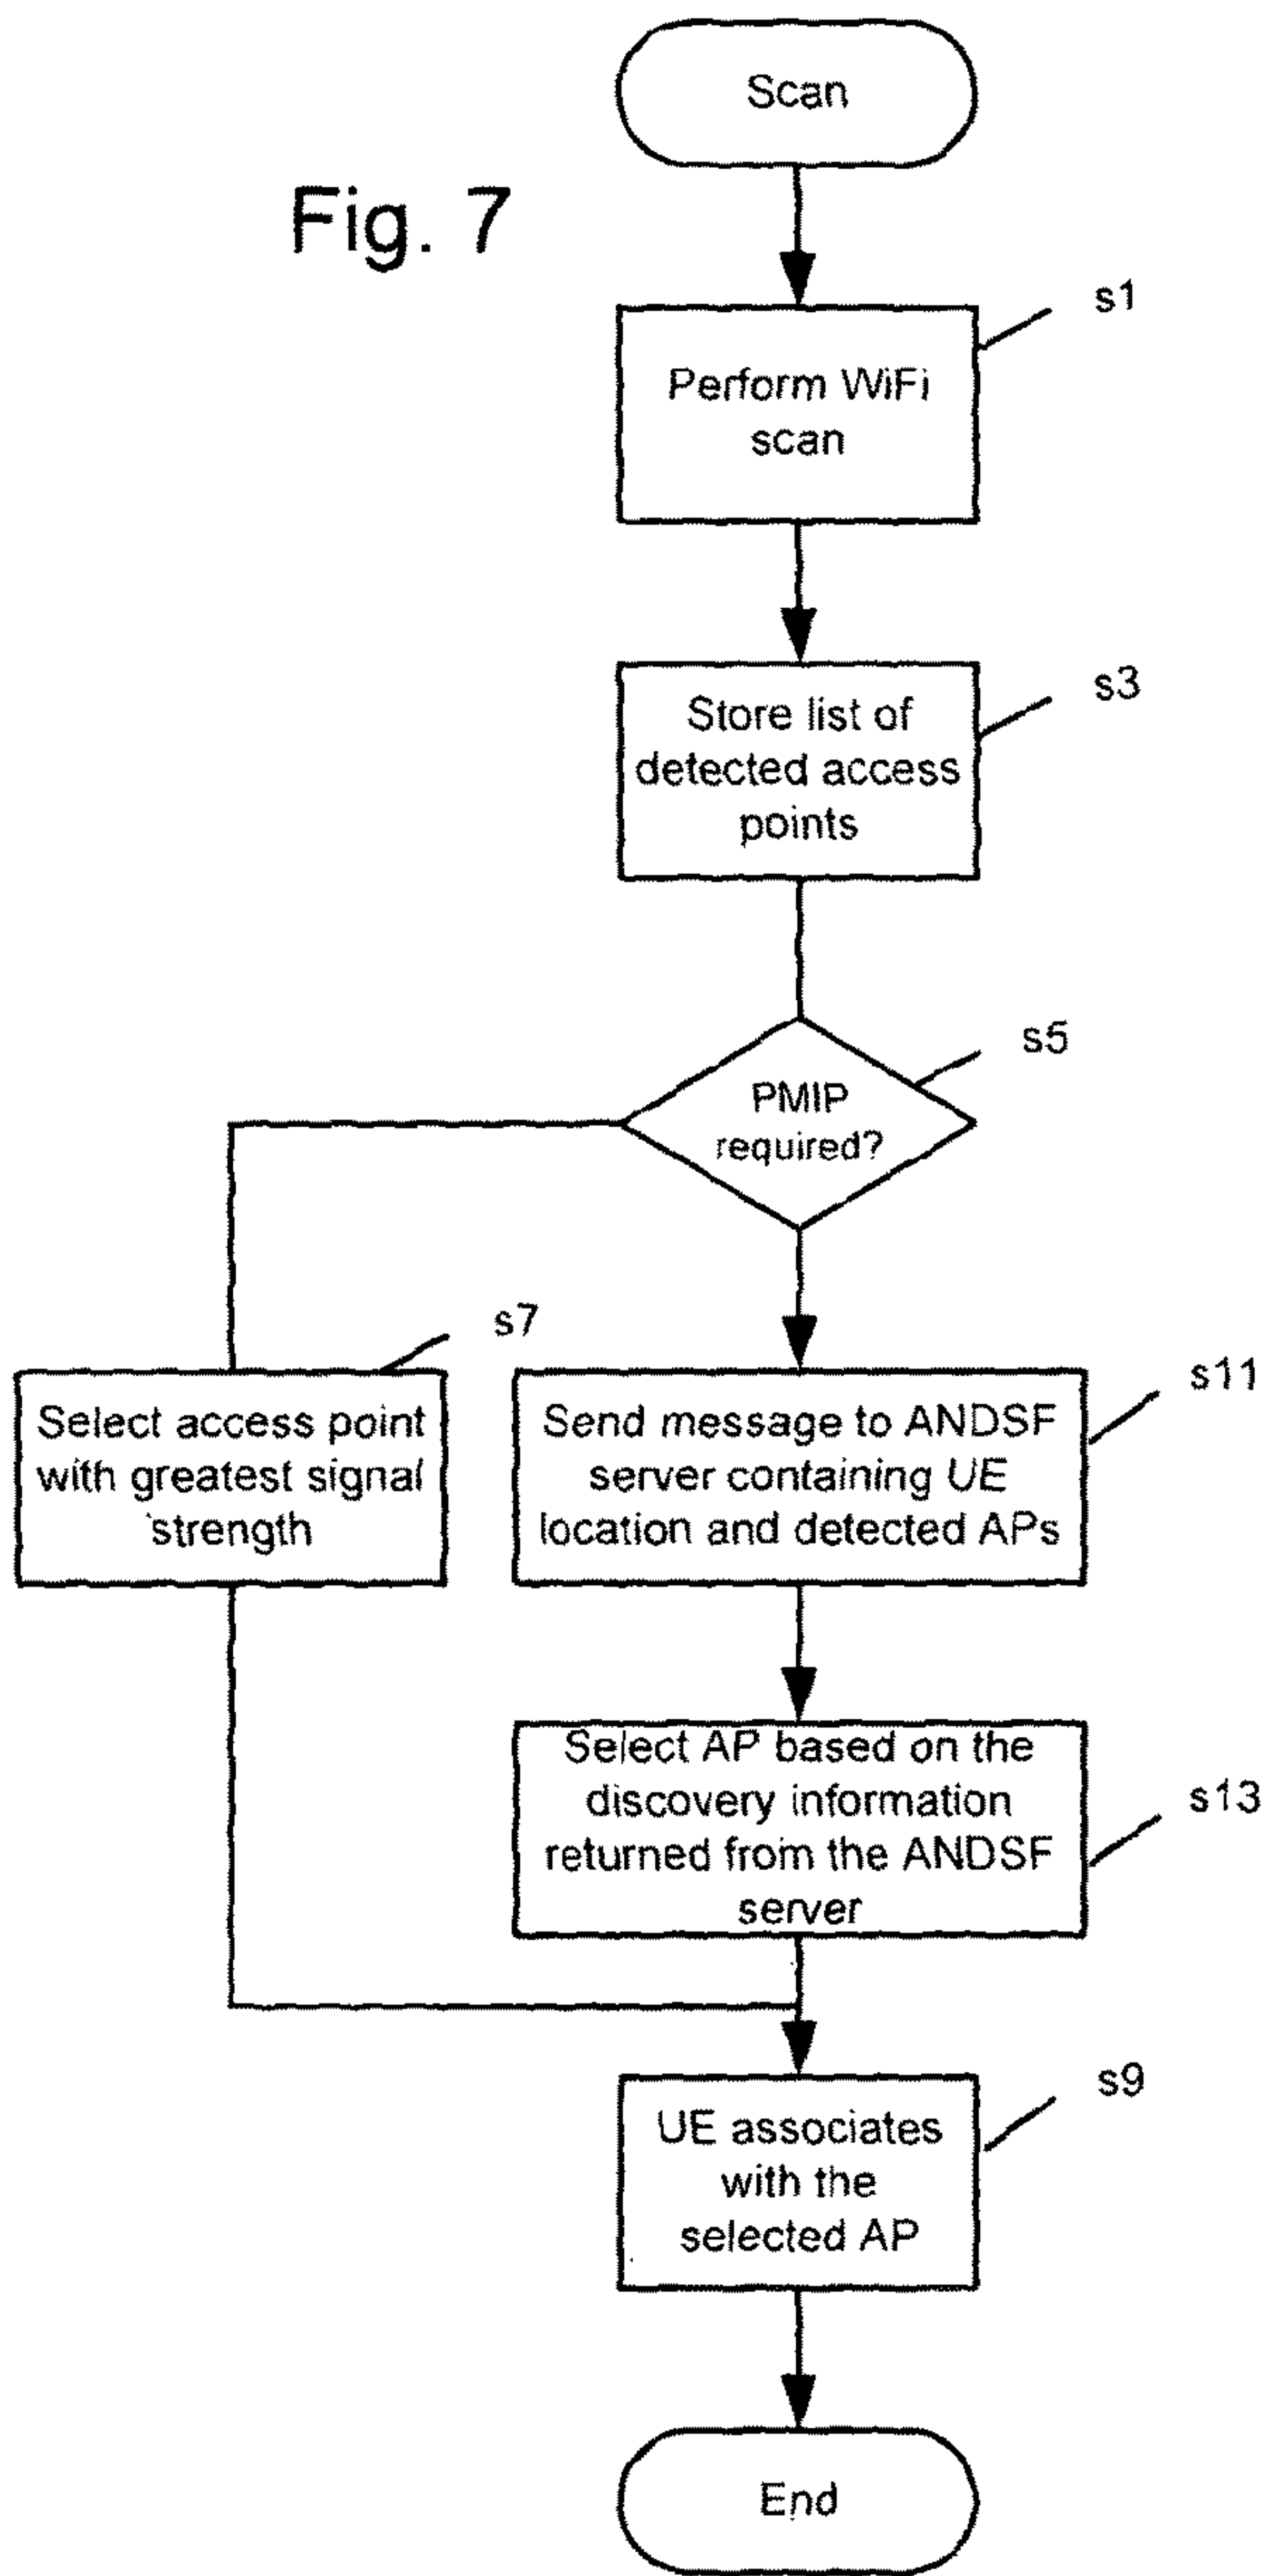 Scan
Fig. 7
s1
Perform WiFi
scan
s3
Store list of
detected access
points
s5
PMIP
required?
s7
Select access point
with greatest signal
strength
s11
Send message to ANDSF
server containing UE
location and detected APs
s13
Select AP based on the
discovery information
returned from the ANDSF
server
s9
UE associates
with the
selected AP
End